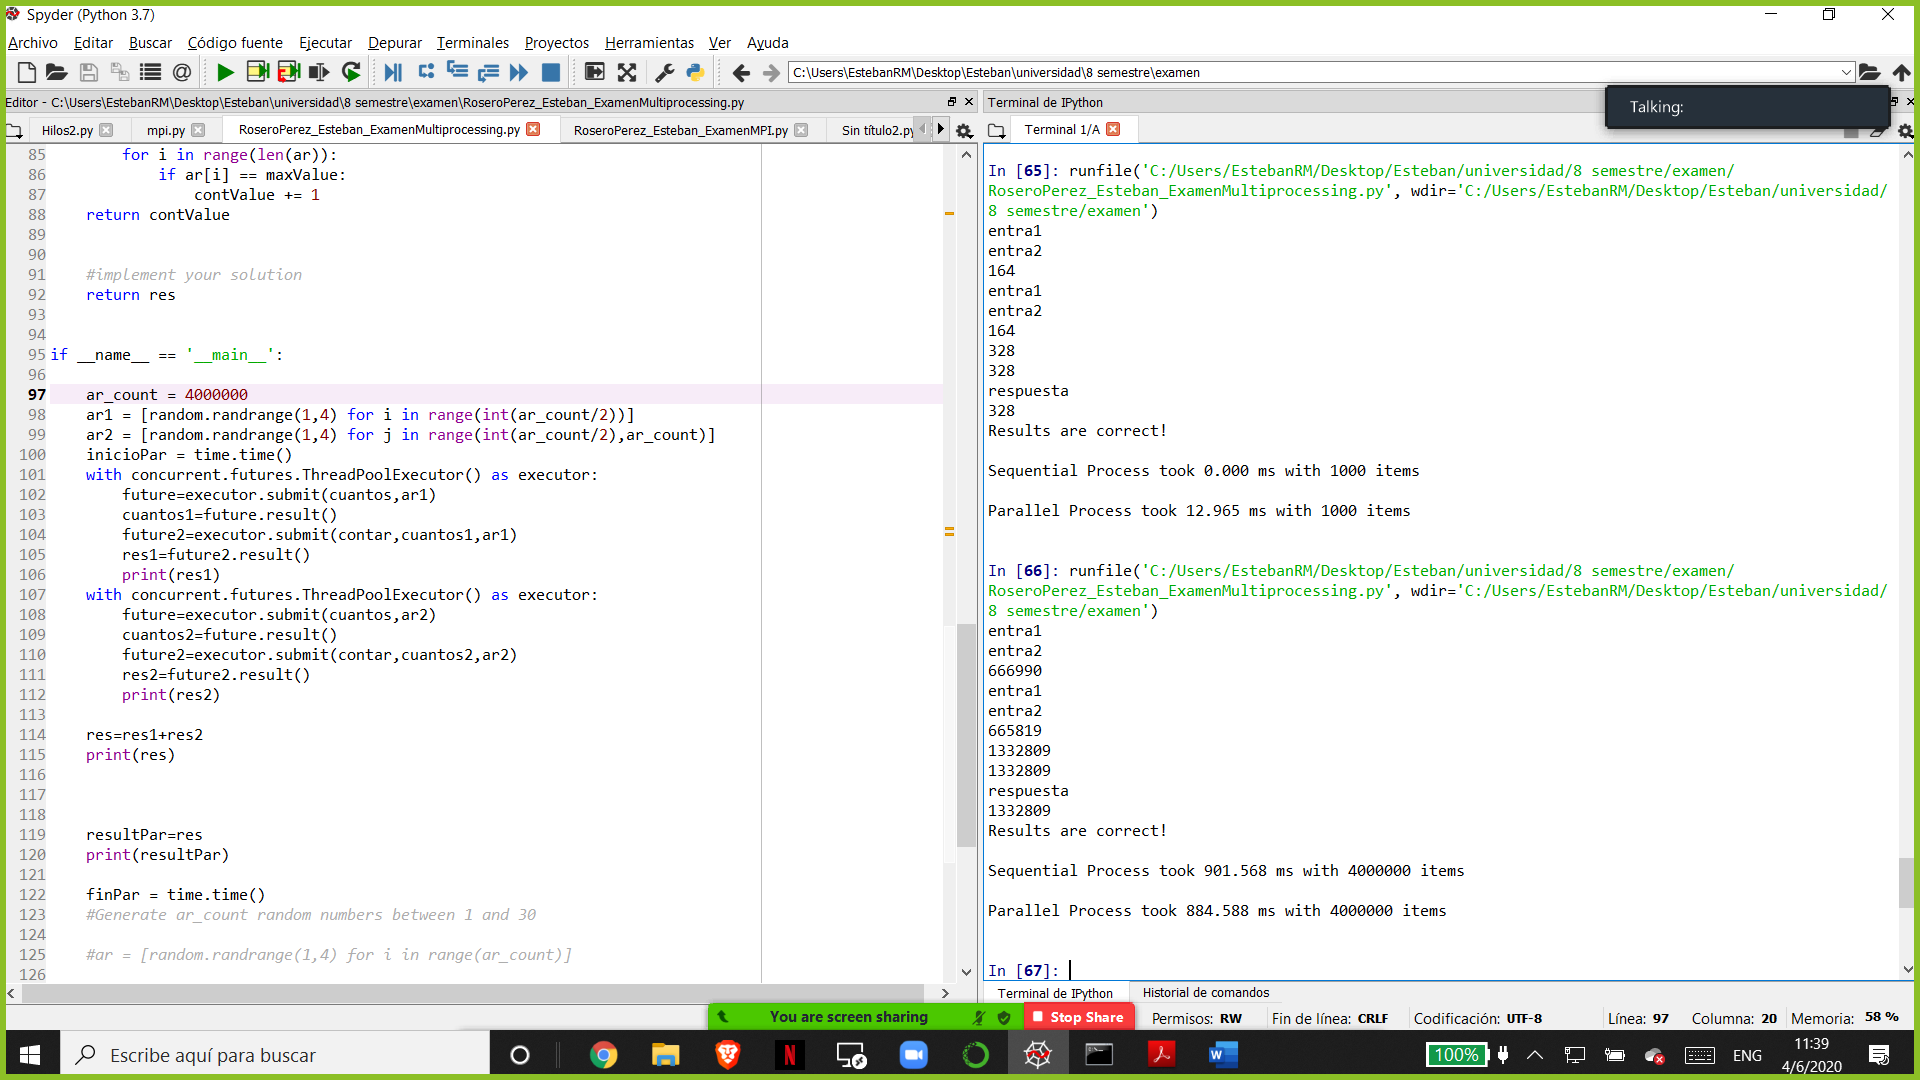 Spyder (Python 3.7)
Archivo Editar Buscar Código fuente Ejecutar Depurar Terminales Proyectos Herramientas Ver Ayuda
C:\Users\EstebanRM\Desktop\Esteban\universidad\8 semestre\examen
Editor - C:\Users\EstebanRM\Desktop\Esteban\universidad\8 semestre\examen\RoseroPerez_Esteban_ExamenMultiprocessing.py
Hilos2.py mpi.py RoseroPerez_Esteban_ExamenMultiprocessing.py RoseroPerez_Esteban_ExamenMPI.py Sin título2.py
85 for i in range(len(ar)):
86 if ar[i] == maxValue:
87 contValue += 1
88 return contValue
89
90
91 #implement your solution
92 return res
93
94
95 if __name__ == '__main__':
96
97 ar_count = 4000000
98 ar1 = [random.randrange(1,4) for i in range(int(ar_count/2))]
99 ar2 = [random.randrange(1,4) for j in range(int(ar_count/2),ar_count)]
100 inicioPar = time.time()
101 with concurrent.futures.ThreadPoolExecutor() as executor:
102 future=executor.submit(cuantos,ar1)
103 cuantos1=future.result()
104 future2=executor.submit(contar,cuantos1,ar1)
105 res1=future2.result()
106 print(res1)
107 with concurrent.futures.ThreadPoolExecutor() as executor:
108 future=executor.submit(cuantos,ar2)
109 cuantos2=future.result()
110 future2=executor.submit(contar,cuantos2,ar2)
111 res2=future2.result()
112 print(res2)
113
114 res=res1+res2
115 print(res)
116
117
118
119 resultPar=res
120 print(resultPar)
121
122 finPar = time.time()
123 #Generate ar_count random numbers between 1 and 30
124
125 #ar = [random.randrange(1,4) for i in range(ar_count)]
126
Terminal de IPython
Talking:
Terminal 1/A
In [65]: runfile('C:/Users/EstebanRM/Desktop/Esteban/universidad/8 semestre/examen/
RoseroPerez_Esteban_ExamenMultiprocessing.py', wdir='C:/Users/EstebanRM/Desktop/Esteban/universidad/
8 semestre/examen')
entra1
entra2
164
entra1
entra2
164
328
328
respuesta
328
Results are correct!
Sequential Process took 0.000 ms with 1000 items
Parallel Process took 12.965 ms with 1000 items
In [66]: runfile('C:/Users/EstebanRM/Desktop/Esteban/universidad/8 semestre/examen/
RoseroPerez_Esteban_ExamenMultiprocessing.py', wdir='C:/Users/EstebanRM/Desktop/Esteban/universidad/
8 semestre/examen')
entra1
entra2
666990
entra1
entra2
665819
1332809
1332809
respuesta
1332809
Results are correct!
Sequential Process took 901.568 ms with 4000000 items
Parallel Process took 884.588 ms with 4000000 items
In [67]:
Terminal de IPython Historial de comandos
You are screen sharing Stop Share
Permisos: RW Fin de línea: CRLF Codificación: UTF-8 Línea: 97 Columna: 20 Memoria: 58 %
Escribe aquí para buscar
100% ENG
11:39
4/6/2020